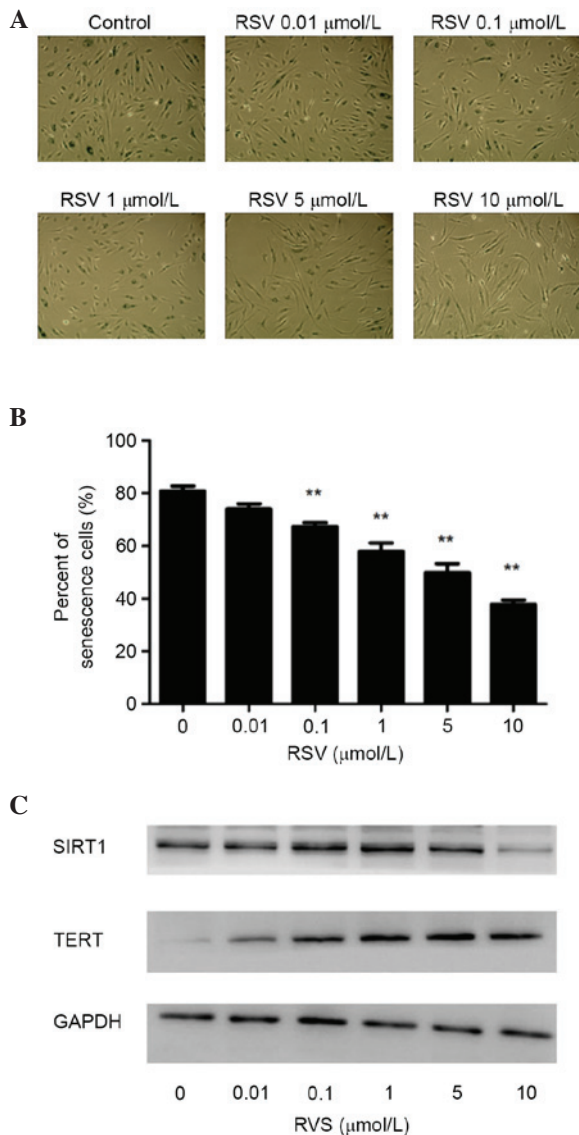 A
Control
RSV 0.01 μmol/L
RSV 0.1 μmol/L
RSV 1 μmol/L
RSV 5 μmol/L
RSV 10 μmol/L
B
Percent of
senescence cells (%)
100
80
60
40
20
0
**
**
**
**
0 0.01 0.1 1 5 10
RSV (μmol/L)
C
SIRT1
TERT
GAPDH
0 0.01 0.1 1 5 10
RVS (μmol/L)